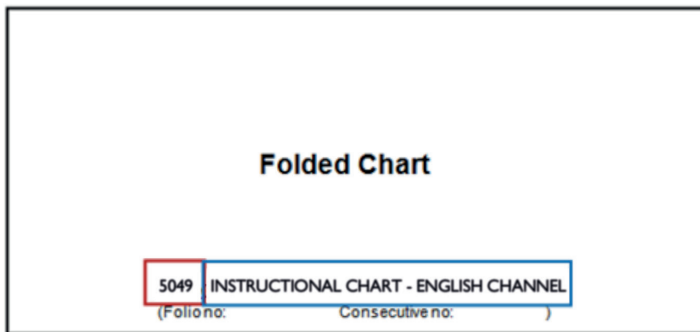 Folded Chart
5049 INSTRUCTIONAL CHART - ENGLISH CHANNEL
(Folio no: Consecutive no: )